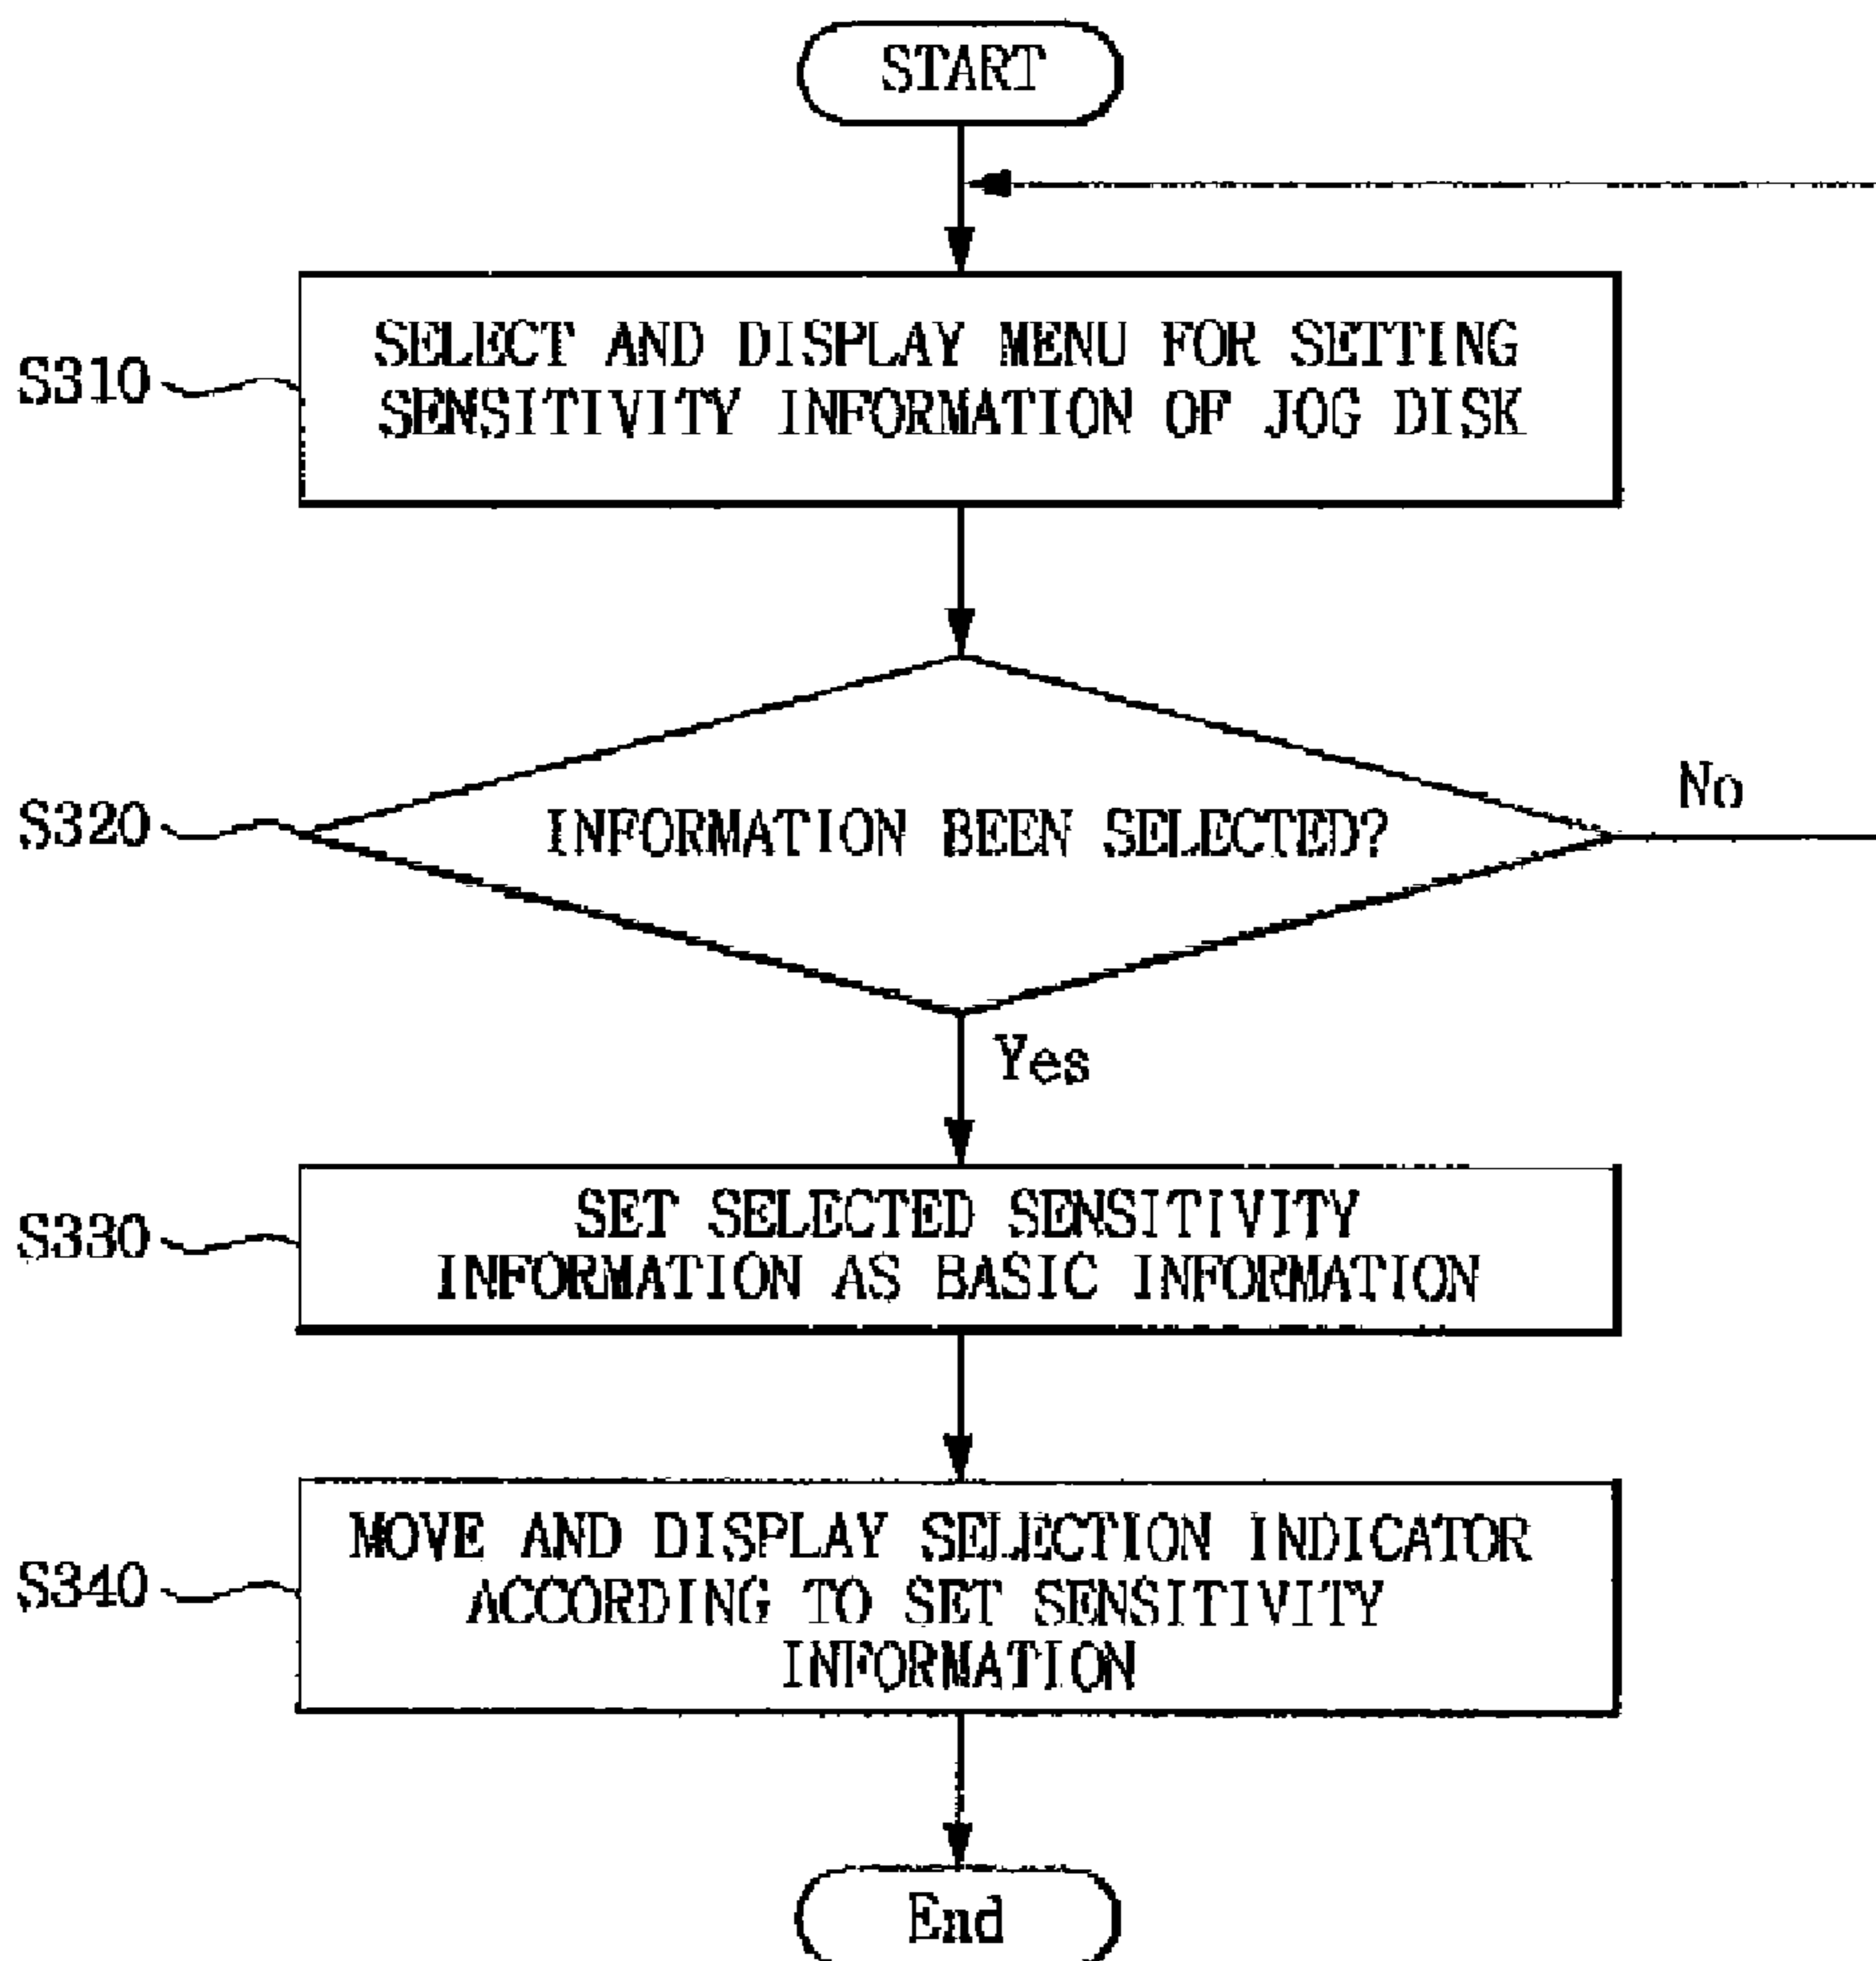 START
S310
SELECT AND DISPLAY MENU FOR SETTING
SENSITIVITY INFORMATION OF JOG DISK
S320
INFORMATION BEEN SELECTED?
No
Yes
S330
SET SELECTED SENSITIVITY
INFORMATION AS BASIC INFORMATION
S340
MOVE AND DISPLAY SELECTION INDICATOR
ACCORDING TO SET SENSITIVITY
INFORMATION
End